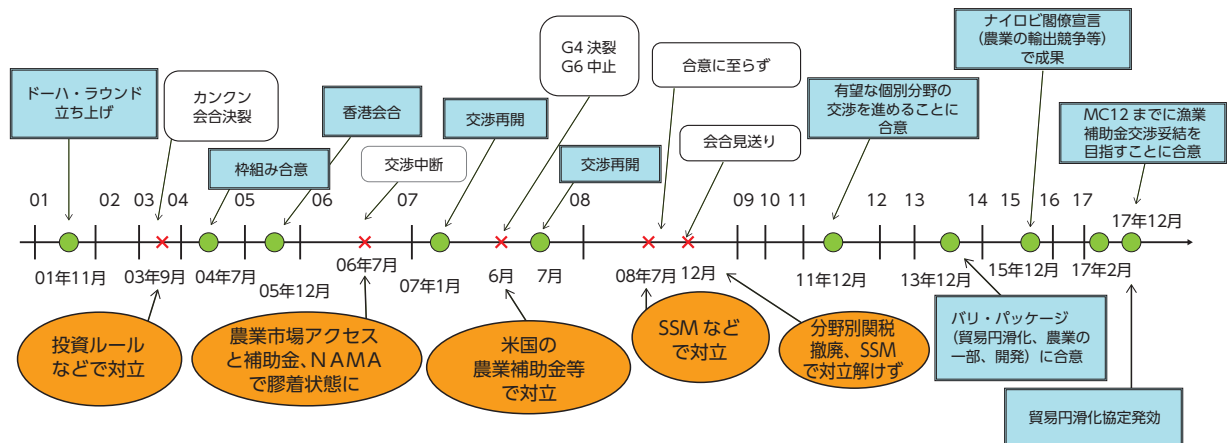 ドーハ・ラウンド
立ち上げ
カンクン
会合決裂
枠組み合意
香港会合
交渉中断
交渉再開
G4 決裂
G6 中止
交渉再開
合意に至らず
会合見送り
有望な個別分野の
交渉を進めることに
合意
ナイロビ閣僚宣言
(農業の輸出競争等)
で成果
MC12 までに漁業
補助金交渉妥結を
目指すことに合意
01
02
03
04
05
06
07
08
09
10
11
12
13
14
15
16
17
17年12月
01年11月
03年9月
04年7月
05年12月
06年7月
07年1月
6月
7月
08年7月
12月
11年12月
13年12月
15年12月
17年2月
投資ルール
などで対立
農業市場アクセス
と補助金、NAMA
で膠着状態に
米国の
農業補助金等
で対立
SSM など
で対立
分野別関税
撤廃、SSM
で対立解けず
バリ・パッケージ
(貿易円滑化、農業の
一部、開発)に合意
貿易円滑化協定発効